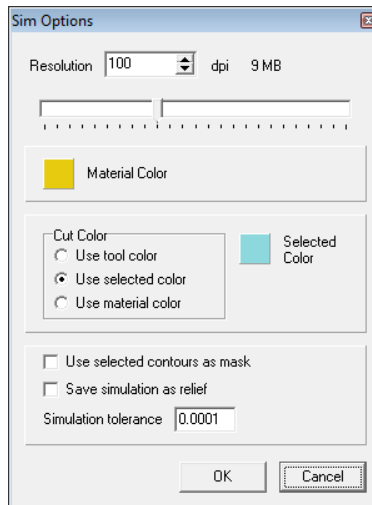 Sim Options
Resolution 100 dpi 9 MB
Material Color
Cut Color
Use tool color
Use selected color
Use material color
Selected
Color
Use selected contours as mask
Save simulation as relief
Simulation tolerance 0.0001
OK Cancel